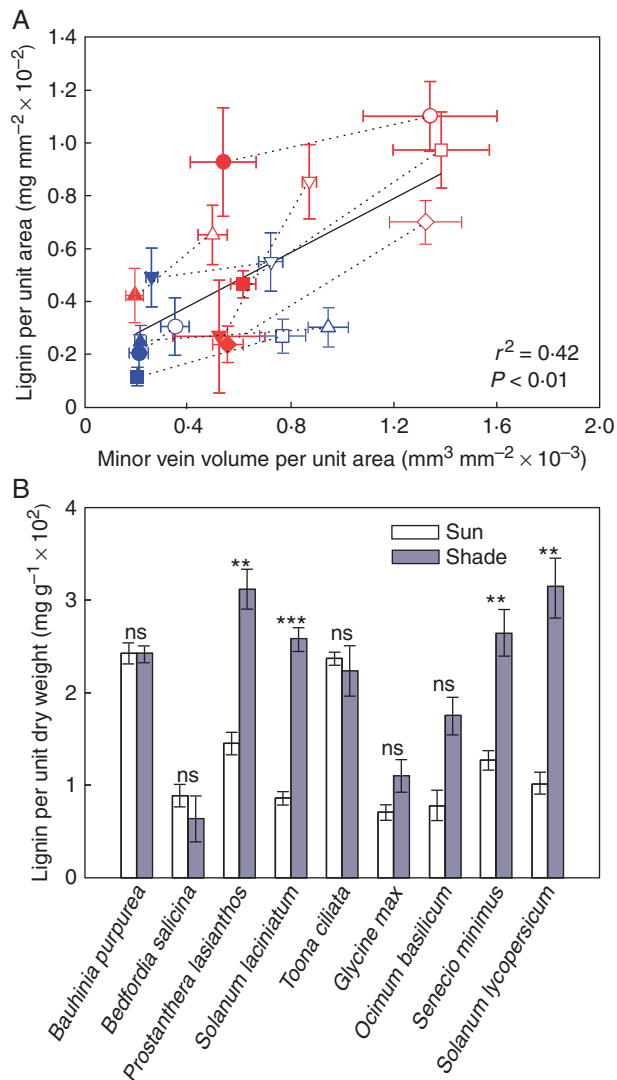 A
Lignin per unit area (mg mm⁻² × 10⁻²)
1·4
1·2
1·0
0·8
0·6
0·4
0·2
0
0·4
0·8
1·2
1·6
2·0
r² = 0·42
P < 0·01
Minor vein volume per unit area (mm³ mm⁻² × 10⁻³)
B
Lignin per unit dry weight (mg g⁻¹ × 10²)
4
3
2
1
0
Sun
Shade
ns
ns
**
***
ns
ns
ns
**
**
Bauhinia purpurea
Bedfordia salicina
Prostanthera lasianthos
Solanum laciniatum
Toona ciliata
Glycine max
Ocimum basilicum
Senecio minimus
Solanum lycopersicum